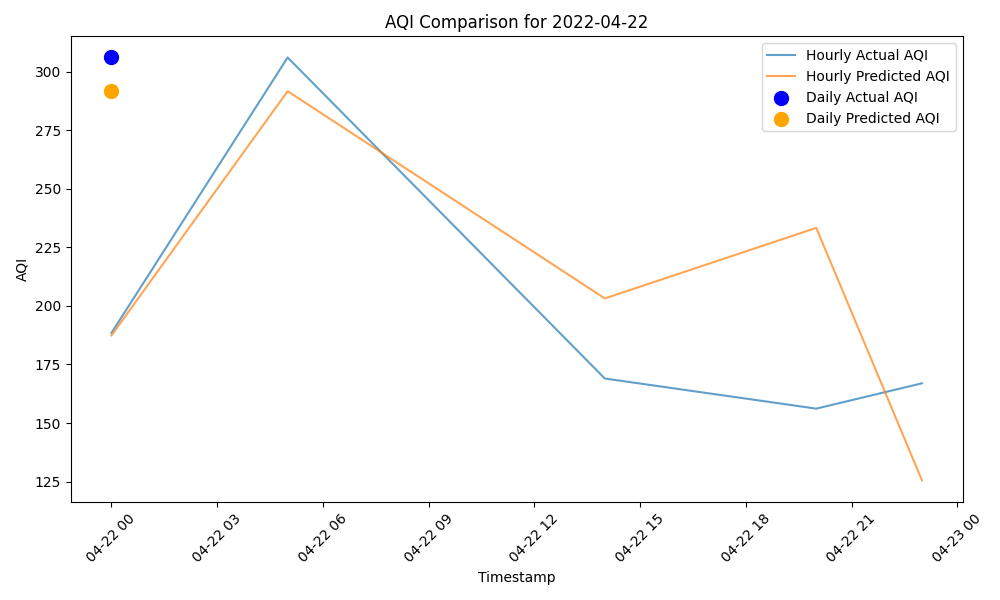 AQI Comparison for 2022-04-22
Hourly Actual AQI
Hourly Predicted AQI
Daily Actual AQI
Daily Predicted AQI
AQI
300
275
250
225
200
175
150
125
04-22 00
04-22 03
04-22 06
04-22 09
04-22 12
04-22 15
04-22 18
04-22 21
04-23 00
Timestamp